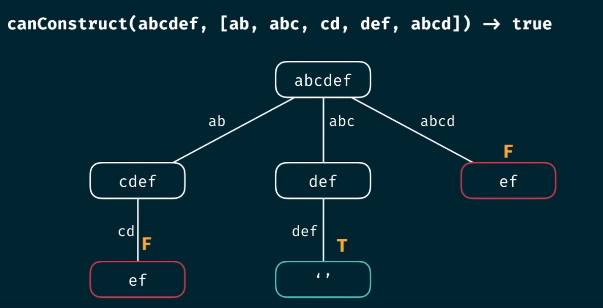 canConstruct(abcdef, [ab, abc, cd, def, abcd]) → true
abcdef
ab abc abcd
F
cdef def ef
cd F def T
ef ‘’